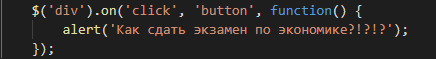 $('div').on('click', 'button', function() {
alert('Как сдать экзамен по экономике?!?!?');
});